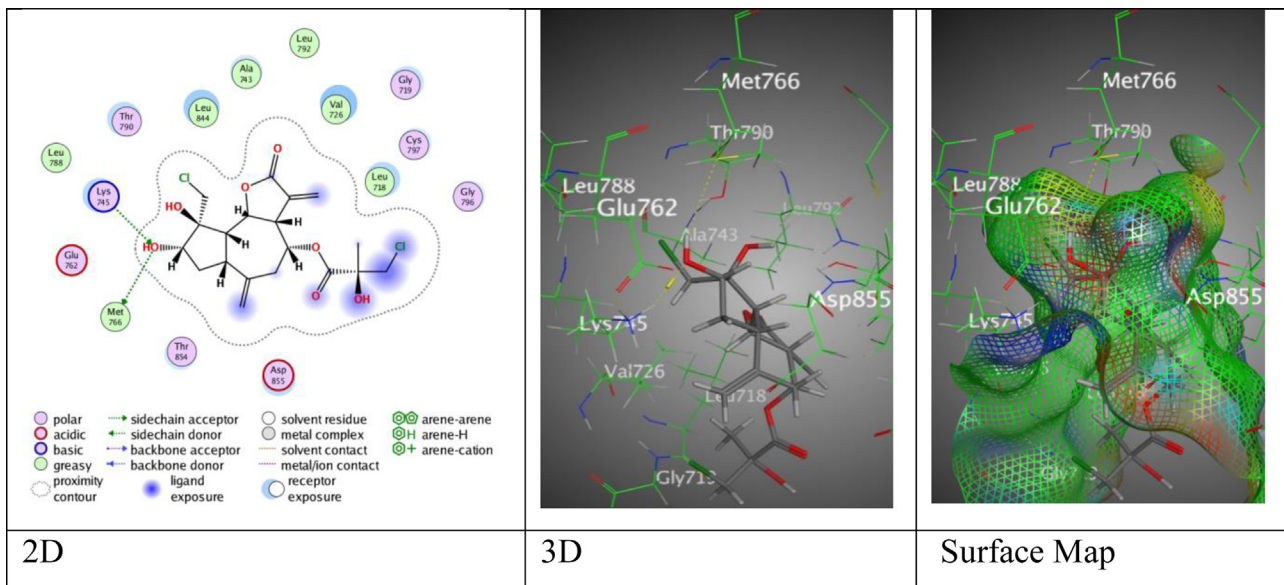 Leu
792
Ala
743
Gly
719
Leu
844
Val
726
Thr
790
Cys
797
Leu
788
Leu
718
Lys
745
Gly
796
Glu
762
Met
766
Thr
854
Asp
855
O
O
Cl
HO
H
H
H
HO
H
H
H
O
O
OH
Cl
polar
acidic
basic
greasy
proximity
contour
sidechain acceptor
sidechain donor
backbone acceptor
backbone donor
ligand
exposure
solvent residue
metal complex
solvent contact
metal/ion contact
receptor
exposure
arene-arene
H arene-H
+ arene-cation
Met766
Thr790
Leu788
Glu762
Leu792
Ala743
Asp855
Lys745
Val726
Leu718
Gly719
Met766
Thr790
Leu788
Glu762
Asp855
Lys745
2D
3D
Surface Map